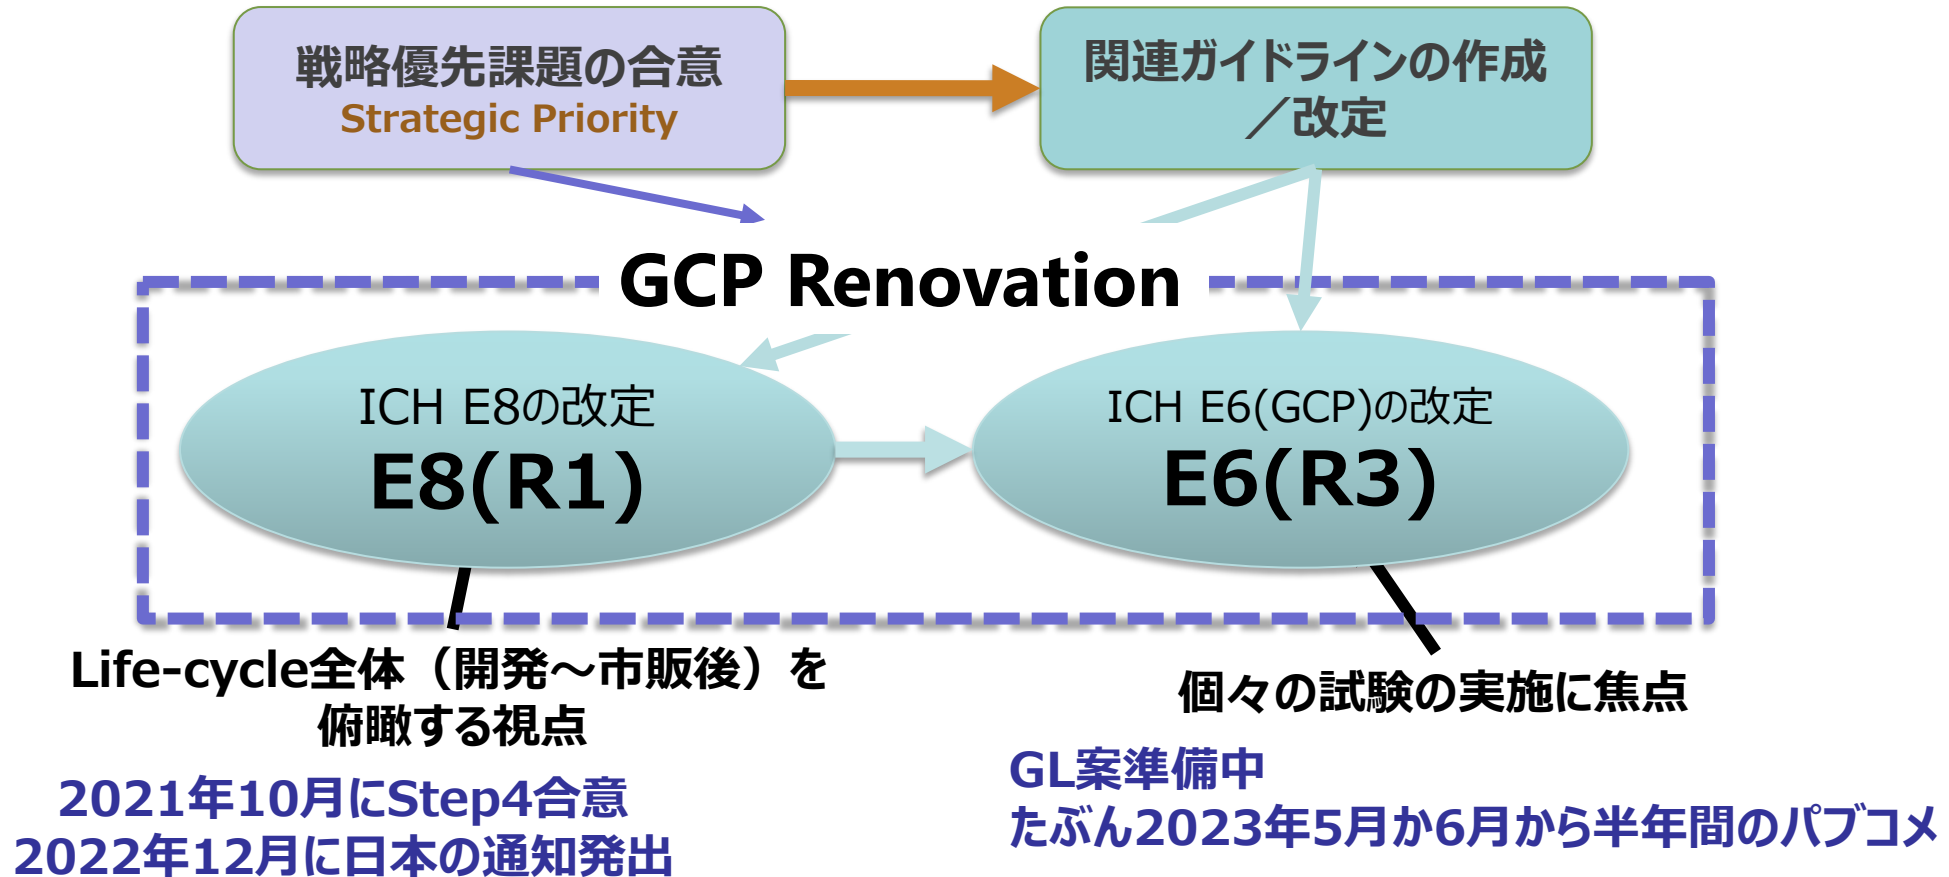 戦略優先課題の合意
Strategic Priority
関連ガイドラインの作成
／改定
GCP Renovation
ICH E8の改定
E8(R1)
ICH E6(GCP)の改定
E6(R3)
Life-cycle全体（開発～市販後）を
俯瞰する視点
2021年10月にStep4合意
2022年12月に日本の通知発出
個々の試験の実施に焦点
GL案準備中
たぶん2023年5月か6月から半年間のパブコメ